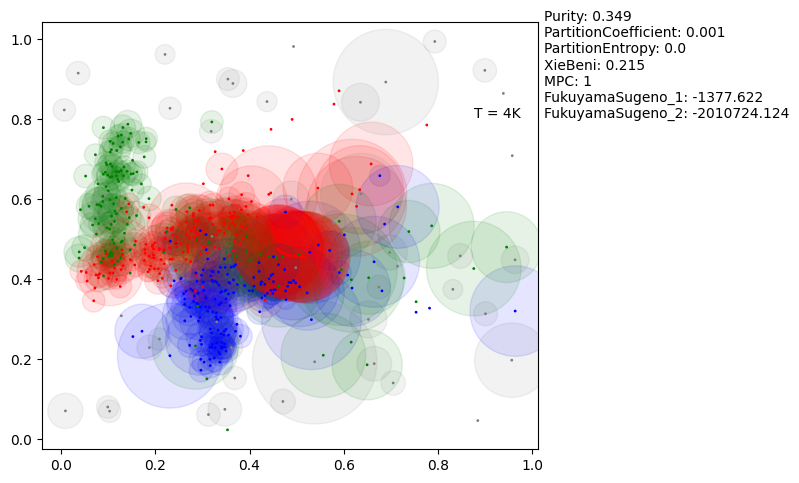 Purity: 0.349
PartitionCoefficient: 0.001
PartitionEntropy: 0.0
XieBeni: 0.215
MPC: 1
FukuyamaSugeno_1: -1377.622
FukuyamaSugeno_2: -2010724.124
T = 4K
1.0
0.8
0.6
0.4
0.2
0.0
0.0 0.2 0.4 0.6 0.8 1.0